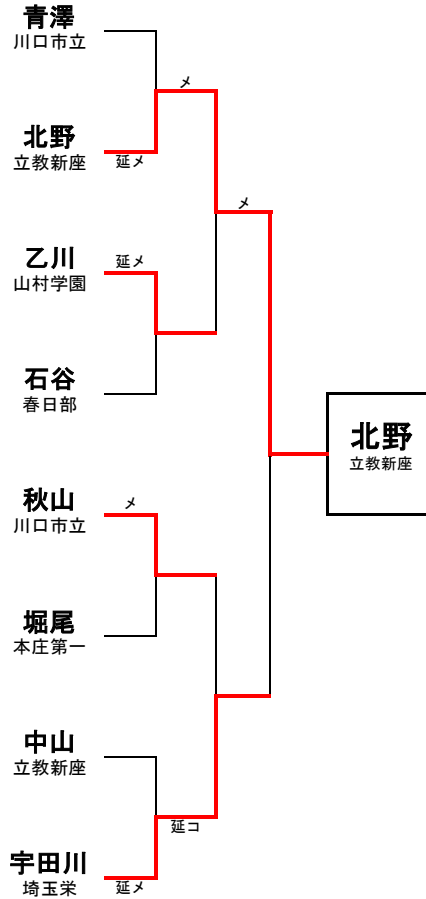 青澤
川口市立
メ
北野
立教新座
延メ
メ
延メ
乙川
山村学園
石谷
春日部
北野
立教新座
メ
秋山
川口市立
堀尾
本庄第一
中山
立教新座
延コ
宇田川
埼玉栄
延メ